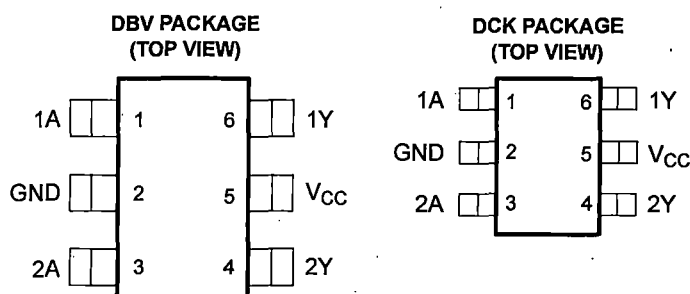 DBV PACKAGE
(TOP VIEW)
1A 1 6 1Y
GND 2 5 VCC
2A 3 4 2Y
DCK PACKAGE
(TOP VIEW)
1A 1 6 1Y
GND 2 5 VCC
2A 3 4 2Y